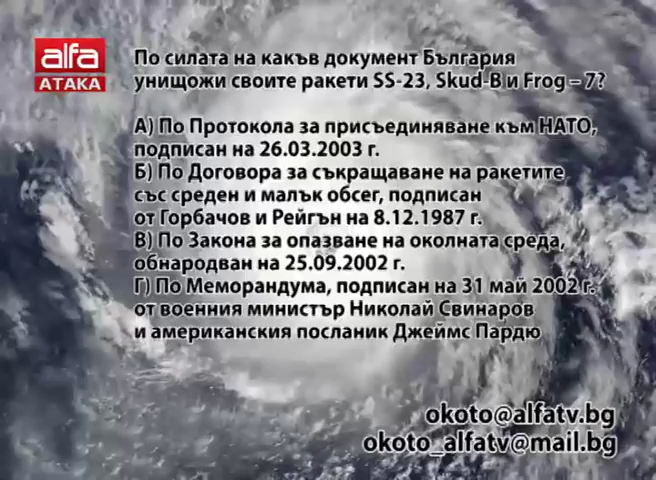 alfa
АТАКА
По силата на какъв документ България
унищожи своите ракети SS-23, Skud-B и Frog – 7?
А) По Протокола за присъединяване към НАТО,
подписан на 26.03.2003 г.
Б) По Договора за съкращаване на ракетите
със среден и малък обсег, подписан
от Горбачов и Рейгън на 8.12.1987 г.
В) По Закона за опазване на околната среда,
обнародван на 25.09.2002 г.
Г) По Меморандума, подписан на 31 май 2002 г.
от военния министър Николай Свинаров
и американския посланик Джеймс Пардю
okoto@alfatv.bg
okoto_alfatv@mail.bg